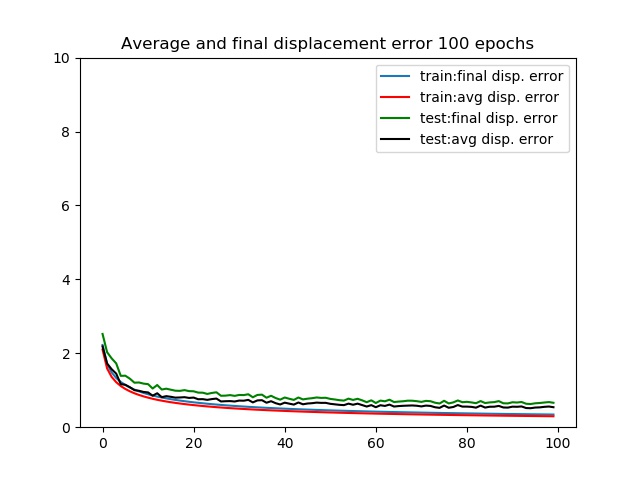 Average and final displacement error 100 epochs
10
8
6
4
2
0
train:final disp. error
train:avg disp. error
test:final disp. error
test:avg disp. error
0 20 40 60 80 100